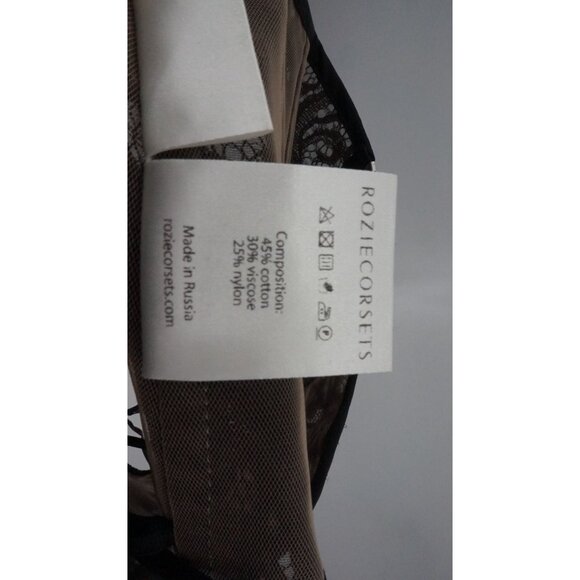 ROZIECORSETS
Composition:
45% cotton
30% viscose
25% nylon
Made in Russia
roziecorsets.com